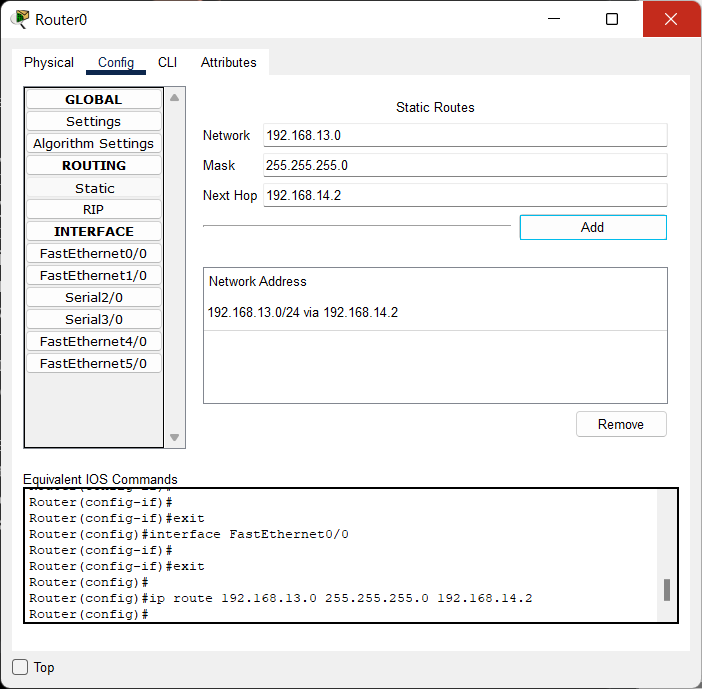 Router0
Physical Config CLI Attributes
GLOBAL
Settings
Algorithm Settings
ROUTING
Static
RIP
INTERFACE
FastEthernet0/0
FastEthernet1/0
Serial2/0
Serial3/0
FastEthernet4/0
FastEthernet5/0
Static Routes
Network 192.168.13.0
Mask 255.255.255.0
Next Hop 192.168.14.2
Add
Network Address
192.168.13.0/24 via 192.168.14.2
Remove
Equivalent IOS Commands
Router(config-if)#
Router(config-if)#
Router(config-if)#exit
Router(config)#interface FastEthernet0/0
Router(config-if)#
Router(config-if)#exit
Router(config)#
Router(config)#ip route 192.168.13.0 255.255.255.0 192.168.14.2
Router(config)#
Top